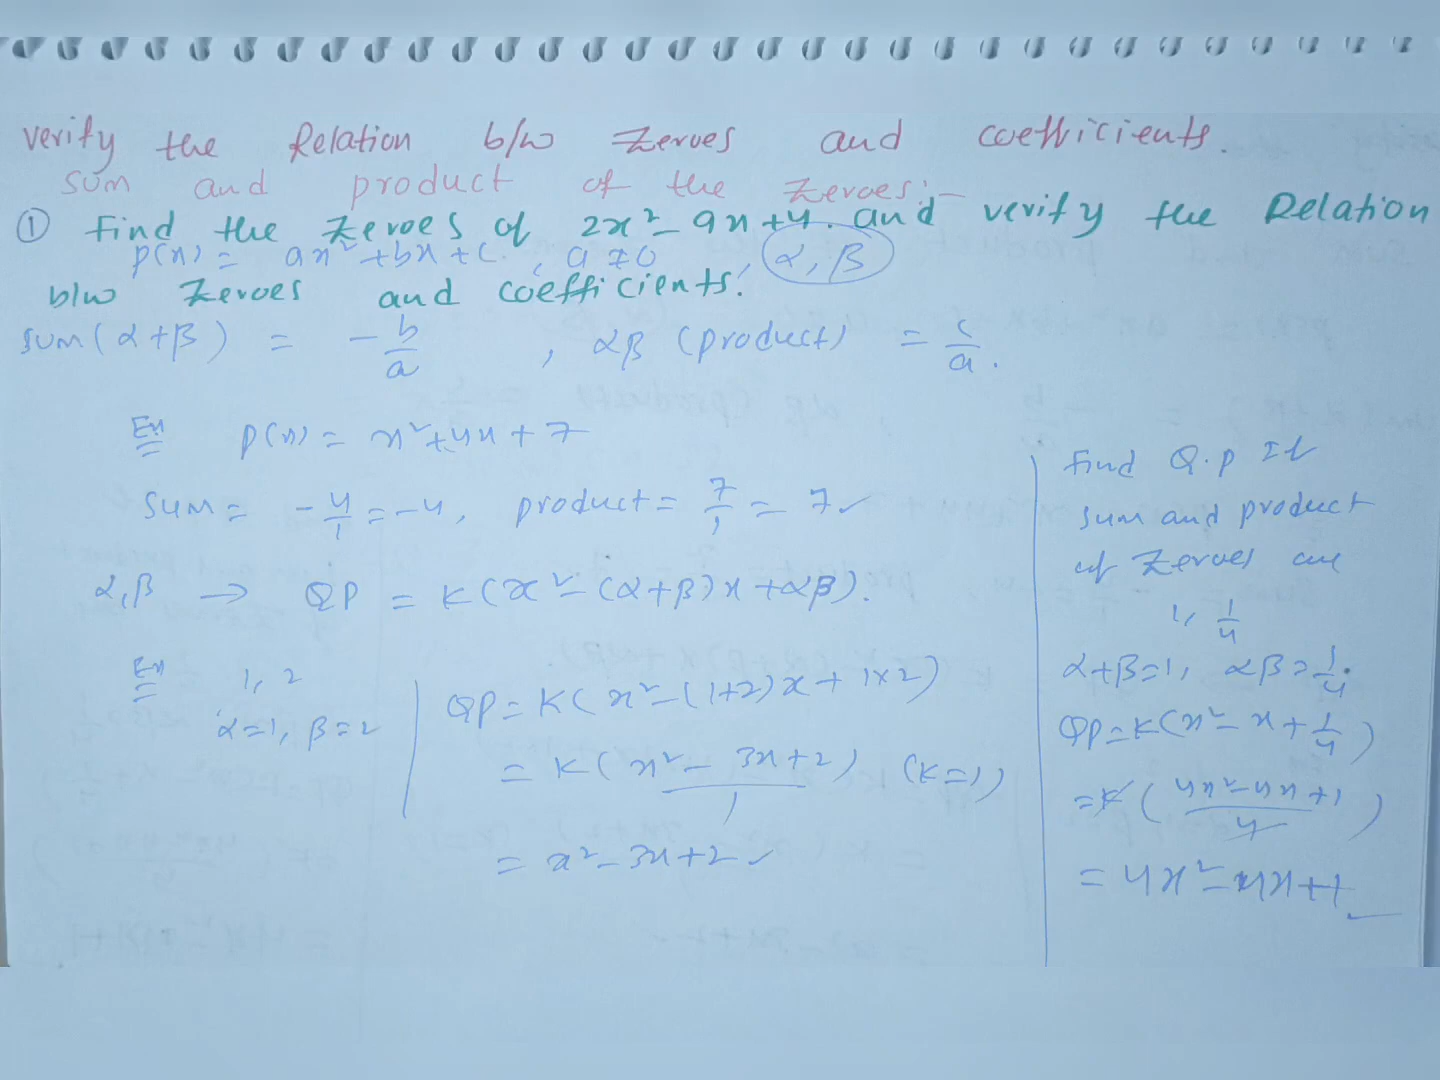 verify the Relation b/w Zeroes and coefficients.
sum and product of the Zeroes:-
① Find the Zeroes of 2x²-9x+4. and verify the Relation
p(x) = ax²+bx+c. , a≠0, α, β
b/w Zeroes and coefficients.
sum(α+β) = -b/a , αβ (product) = c/a.
Ex p(x) = x²+4x+7
sum = -4/1 = -4, product = 7/1 = 7 ✓
α,β → QP = K(x²-(α+β)x+αβ).
Ex 1, 2
α=1, β=2
QP = K(x²-(1+2)x+1×2)
= K(x²-3x+2) (K=1)
1
= x²-3x+2 ✓
Find Q.P If
sum and product
of Zeroes are
1, 1/4
α+β=1, αβ=1/4.
QP=K(x²-x+1/4)
=K(4x²-4x+1/4)
= 4x²-4x+1